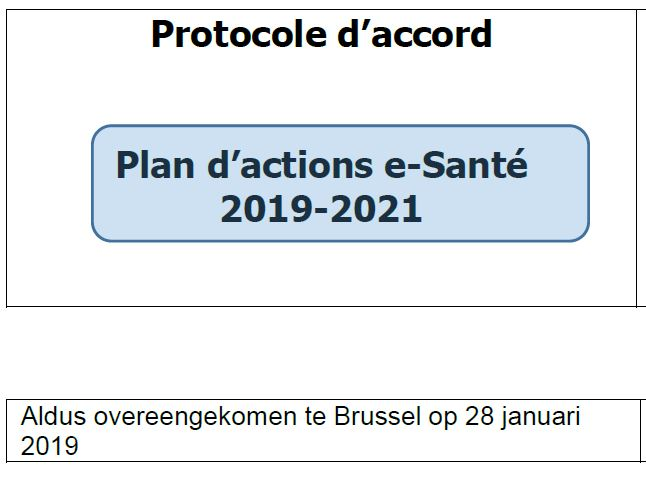 Protocole d’accord
Plan d’actions e-Santé
2019-2021
Aldus overeengekomen te Brussel op 28 januari
2019